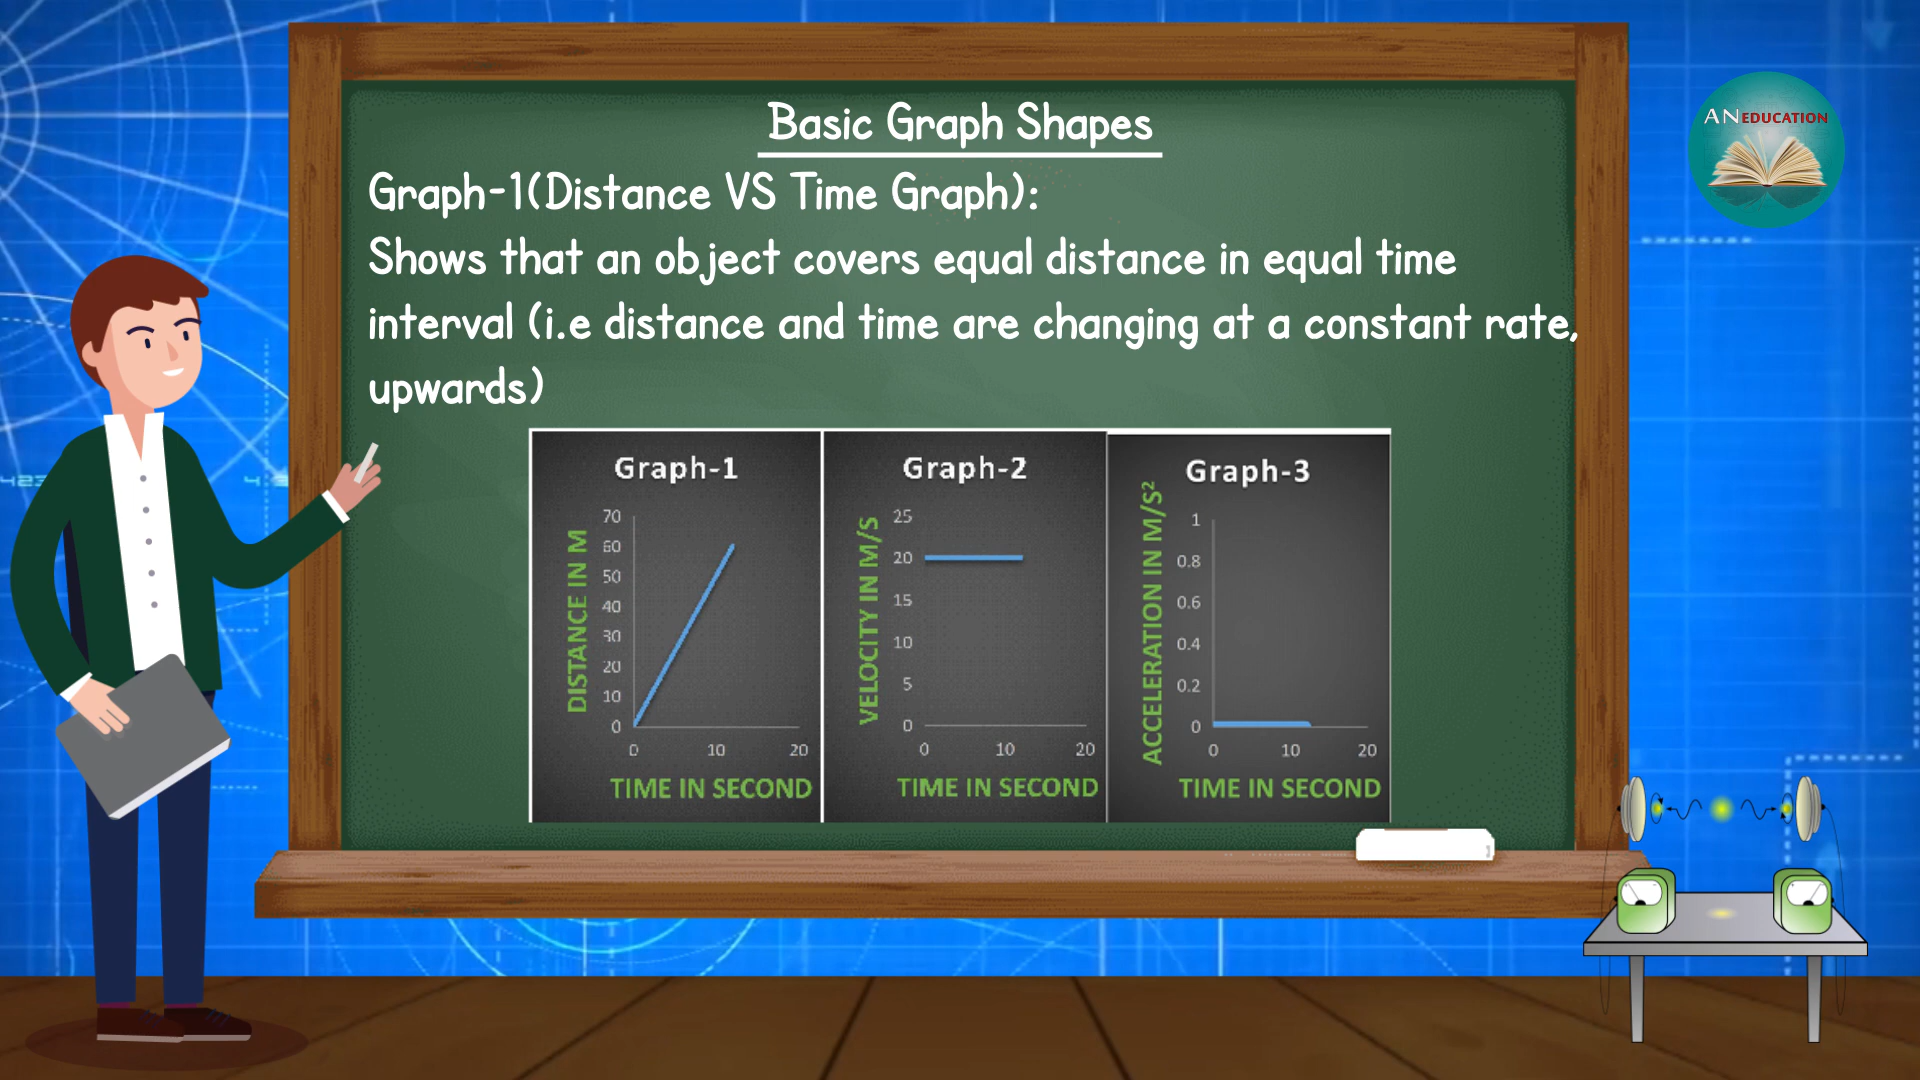 Basic Graph Shapes
AN EDUCATION
Graph-1(Distance VS Time Graph):
Shows that an object covers equal distance in equal time
interval (i.e distance and time are changing at a constant rate,
upwards)
Graph-1
DISTANCE IN M
70
60
50
40
30
20
10
0
0 10 20
TIME IN SECOND
Graph-2
VELOCITY IN M/S
25
20
15
10
5
0
0 10 20
TIME IN SECOND
Graph-3
ACCELERATION IN M/S²
1
0.8
0.6
0.4
0.2
0
0 10 20
TIME IN SECOND